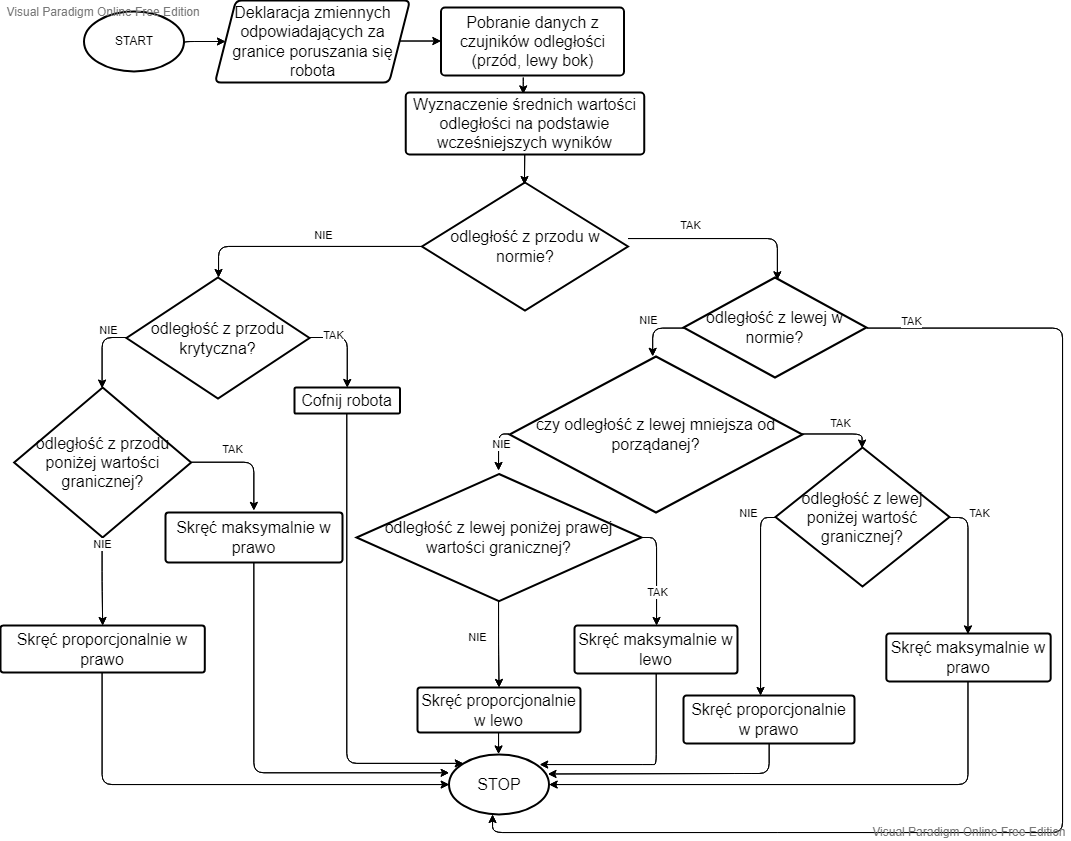 Visual Paradigm Online Free Edition
START
Deklaracja zmiennych
odpowiadających za
granice poruszania się
robota
Pobranie danych z
czujników odległości
(przód, lewy bok)
Wyznaczenie średnich wartości
odległości na podstawie
wcześniejszych wyników
odległość z przodu w
normie?
NIE
TAK
odległość z przodu
krytyczna?
NIE
TAK
odległość z lewej w
normie?
NIE
TAK
Cofnij robota
odległość z przodu
poniżej wartości
granicznej?
TAK
NIE
czy odległość z lewej mniejsza od
porządanej?
NIE
TAK
Skręć maksymalnie w
prawo
odległość z lewej poniżej prawej
wartości granicznej?
TAK
NIE
odległość z lewej
poniżej wartość
granicznej?
NIE
TAK
Skręć proporcjonalnie w
prawo
Skręć maksymalnie w
lewo
Skręć maksymalnie w
prawo
Skręć proporcjonalnie
w lewo
Skręć proporcjonalnie
w prawo
STOP
Visual Paradigm Online Free Edition